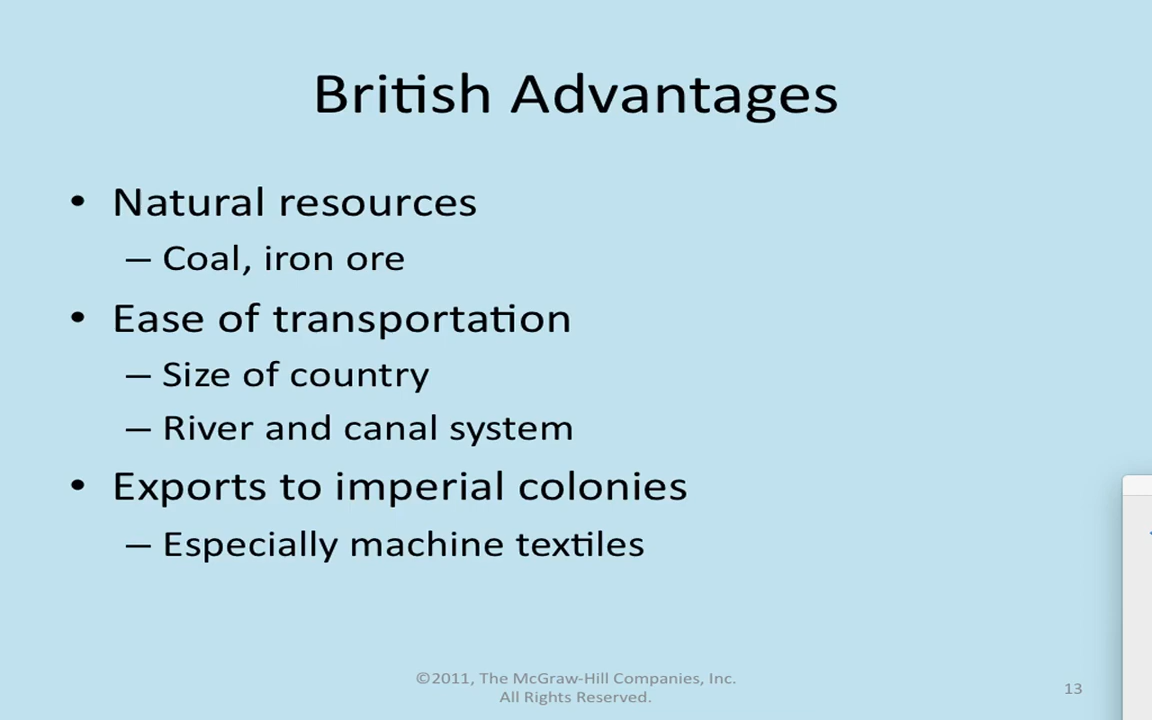 British Advantages
• Natural resources
– Coal, iron ore
• Ease of transportation
– Size of country
– River and canal system
• Exports to imperial colonies
– Especially machine textiles
©2011, The McGraw-Hill Companies, Inc.
All Rights Reserved.
13